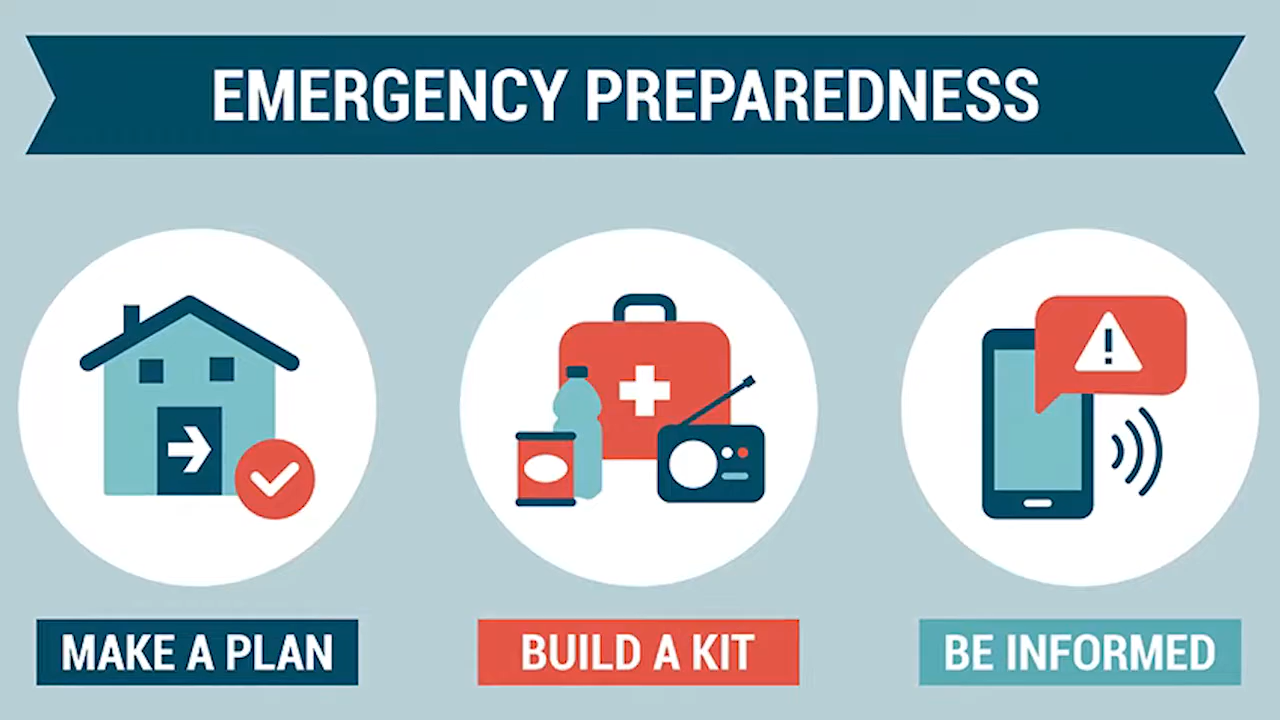 EMERGENCY PREPAREDNESS
MAKE A PLAN
BUILD A KIT
BE INFORMED